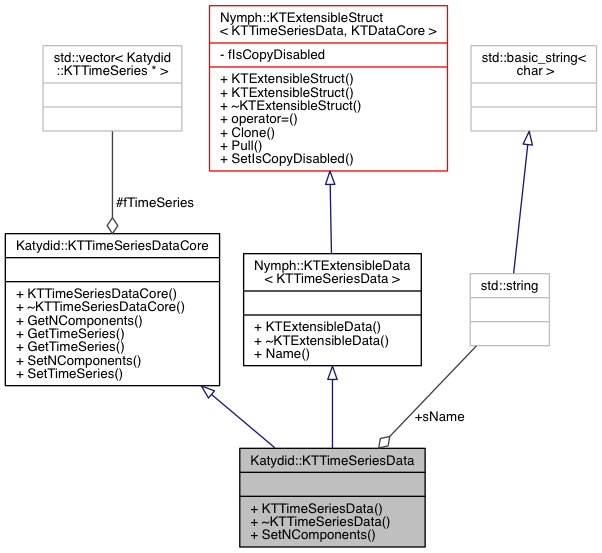 Nymph::KTExtensibleStruct
< KTTimeSeriesData, KTDataCore >
- fIsCopyDisabled
+ KTExtensibleStruct()
+ KTExtensibleStruct()
+ ~KTExtensibleStruct()
+ operator=()
+ Clone()
+ Pull()
+ SetIsCopyDisabled()
std::vector< Katydid
::KTTimeSeries * >
std::basic_string<
char >
#fTimeSeries
Katydid::KTTimeSeriesDataCore
+ KTTimeSeriesDataCore()
+ ~KTTimeSeriesDataCore()
+ GetNComponents()
+ GetTimeSeries()
+ GetTimeSeries()
+ SetNComponents()
+ SetTimeSeries()
Nymph::KTExtensibleData
< KTTimeSeriesData >
+ KTExtensibleData()
+ ~KTExtensibleData()
+ Name()
std::string
+sName
Katydid::KTTimeSeriesData
+ KTTimeSeriesData()
+ ~KTTimeSeriesData()
+ SetNComponents()